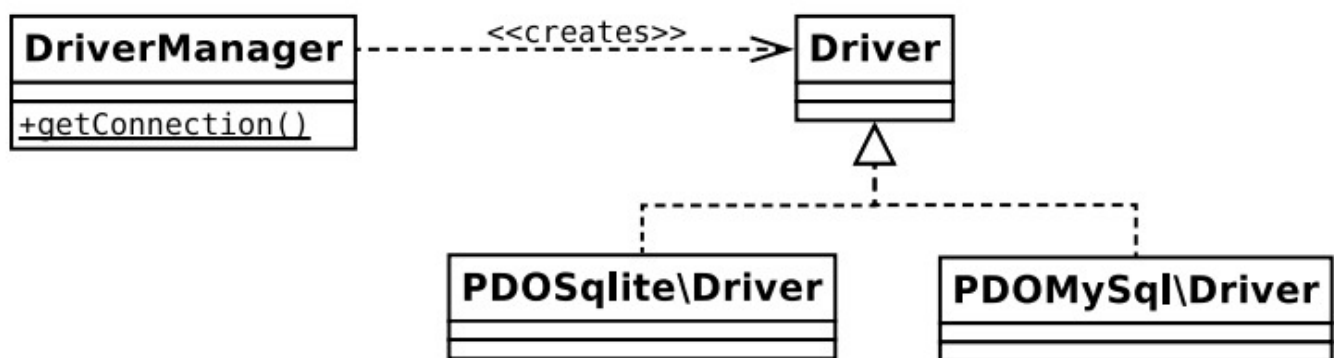 DriverManager
<<creates>>
Driver
+getConnection()
PDOSqlite\Driver
PDOMySql\Driver